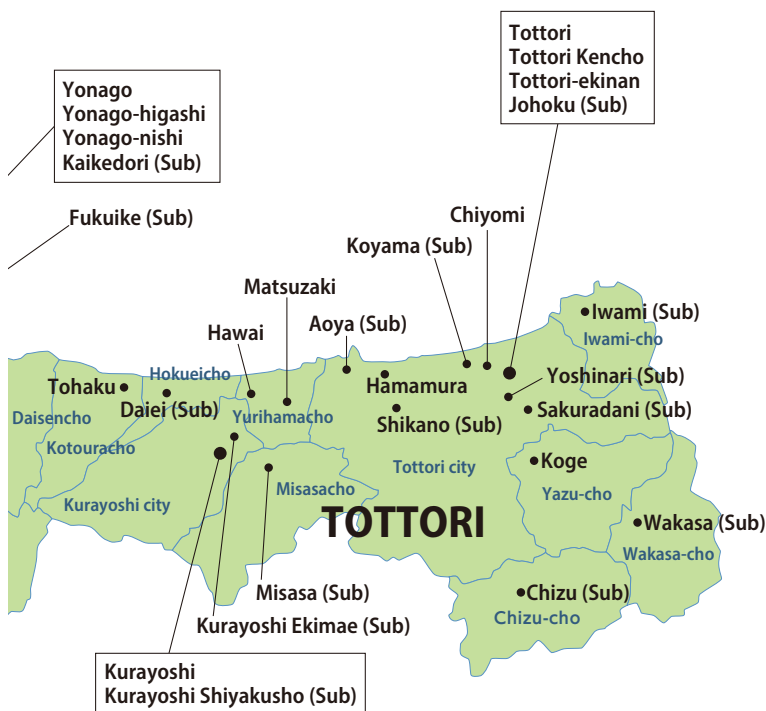 Tottori
Tottori Kencho
Tottori-ekinan
Johoku (Sub)
Yonago
Yonago-higashi
Yonago-nishi
Kaikedori (Sub)
Fukuike (Sub)
Chiyomi
Koyama (Sub)
Matsuzaki
Aoya (Sub)
Hawai
Iwami (Sub)
Iwami-cho
Hokueicho
Tohaku
Hamamura
Yoshinari (Sub)
Daisencho
Daiei (Sub)
Yurihamacho
Shikano (Sub)
Sakuradani (Sub)
Kotouracho
Tottori city
Koge
Kurayoshi city
Misasacho
Yazu-cho
TOTTORI
Wakasa (Sub)
Wakasa-cho
Misasa (Sub)
Chizu (Sub)
Chizu-cho
Kurayoshi Ekimae (Sub)
Kurayoshi
Kurayoshi Shiyakusho (Sub)